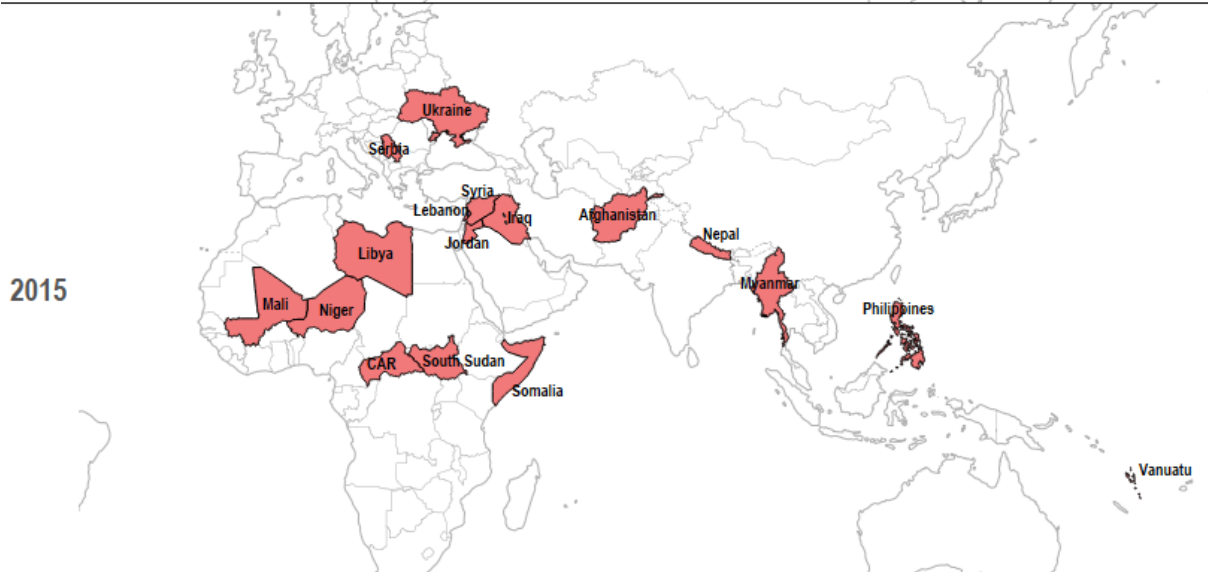 Ukraine
Serbia
Syria
Lebanon
Iraq
Afghanistan
Jordan
Nepal
Libya
2015
Myanmar
Mali
Niger
Philippines
CAR
South Sudan
Somalia
Vanuatu